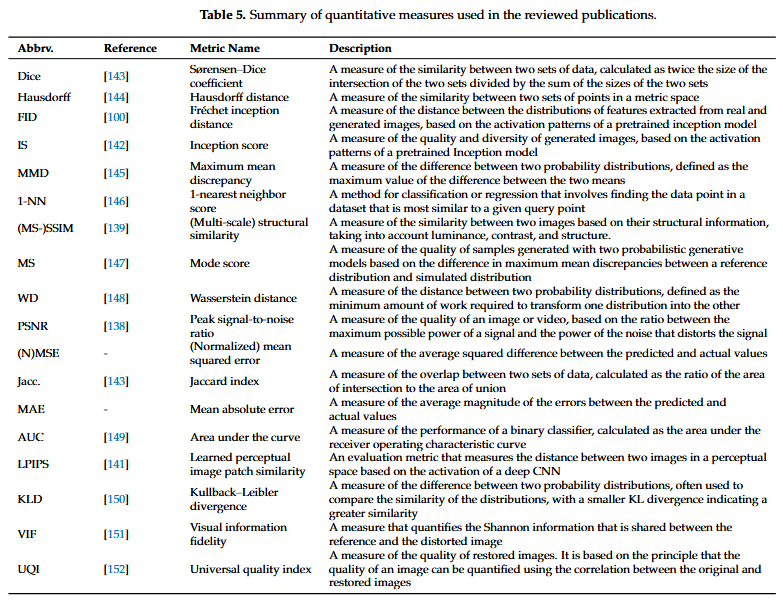 Table 5. Summary of quantitative measures used in the reviewed publications.
Abbrv. Reference Metric Name Description
Dice [143] Sørensen–Dice coefficient A measure of the similarity between two sets of data, calculated as twice the size of the
intersection of the two sets divided by the sum of the sizes of the two sets
Hausdorff [144] Hausdorff distance A measure of the similarity between two sets of points in a metric space
FID [100] Fréchet inception distance A measure of the distance between the distributions of features extracted from real and
generated images, based on the activation patterns of a pretrained inception model
IS [142] Inception score A measure of the quality and diversity of generated images, based on the activation
patterns of a pretrained Inception model
MMD [145] Maximum mean discrepancy A measure of the difference between two probability distributions, defined as the
maximum value of the difference between the two means
1-NN [146] 1-nearest neighbor score A method for classification or regression that involves finding the data point in a
dataset that is most similar to a given query point
(MS-)SSIM [139] (Multi-scale) structural similarity A measure of the similarity between two images based on their structural information,
taking into account luminance, contrast, and structure.
MS [147] Mode score A measure of the quality of samples generated with two probabilistic generative
models based on the difference in maximum mean discrepancies between a reference
distribution and simulated distribution
WD [148] Wasserstein distance A measure of the distance between two probability distributions, defined as the
minimum amount of work required to transform one distribution into the other
PSNR [138] Peak signal-to-noise ratio A measure of the quality of an image or video, based on the ratio between the
maximum possible power of a signal and the power of the noise that distorts the signal
(N)MSE - (Normalized) mean squared error A measure of the average squared difference between the predicted and actual values
Jacc. [143] Jaccard index A measure of the overlap between two sets of data, calculated as the ratio of the area
of intersection to the area of union
MAE - Mean absolute error A measure of the average magnitude of the errors between the predicted and
actual values
AUC [149] Area under the curve A measure of the performance of a binary classifier, calculated as the area under the
receiver operating characteristic curve
LPIPS [141] Learned perceptual image patch similarity An evaluation metric that measures the distance between two images in a perceptual
space based on the activation of a deep CNN
KLD [150] Kullback–Leibler divergence A measure of the difference between two probability distributions, often used to
compare the similarity of the distributions, with a smaller KL divergence indicating a
greater similarity
VIF [151] Visual information fidelity A measure that quantifies the Shannon information that is shared between the
reference and the distorted image
UQI [152] Universal quality index A measure of the quality of restored images. It is based on the principle that the
quality of an image can be quantified using the correlation between the original and
restored images